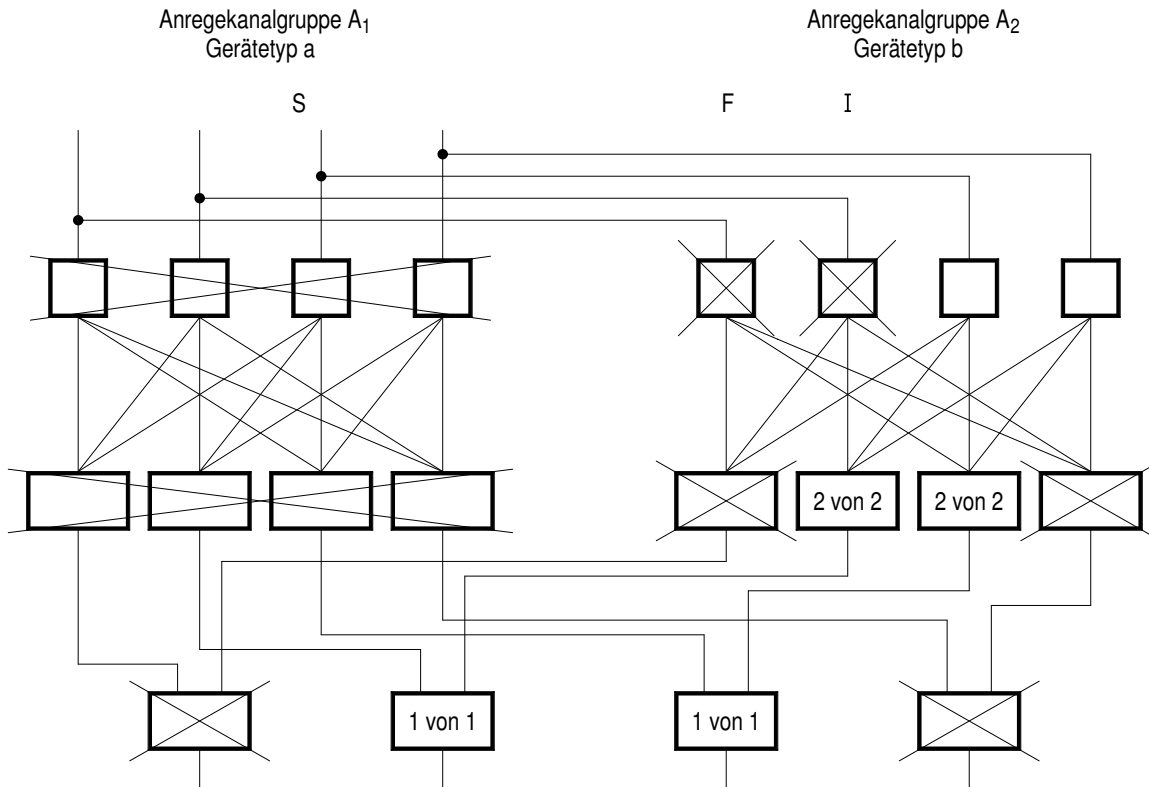 Anregekanalgruppe A₁
Gerätetyp a
Anregekanalgruppe A₂
Gerätetyp b
S
F
I
2 von 2
2 von 2
1 von 1
1 von 1